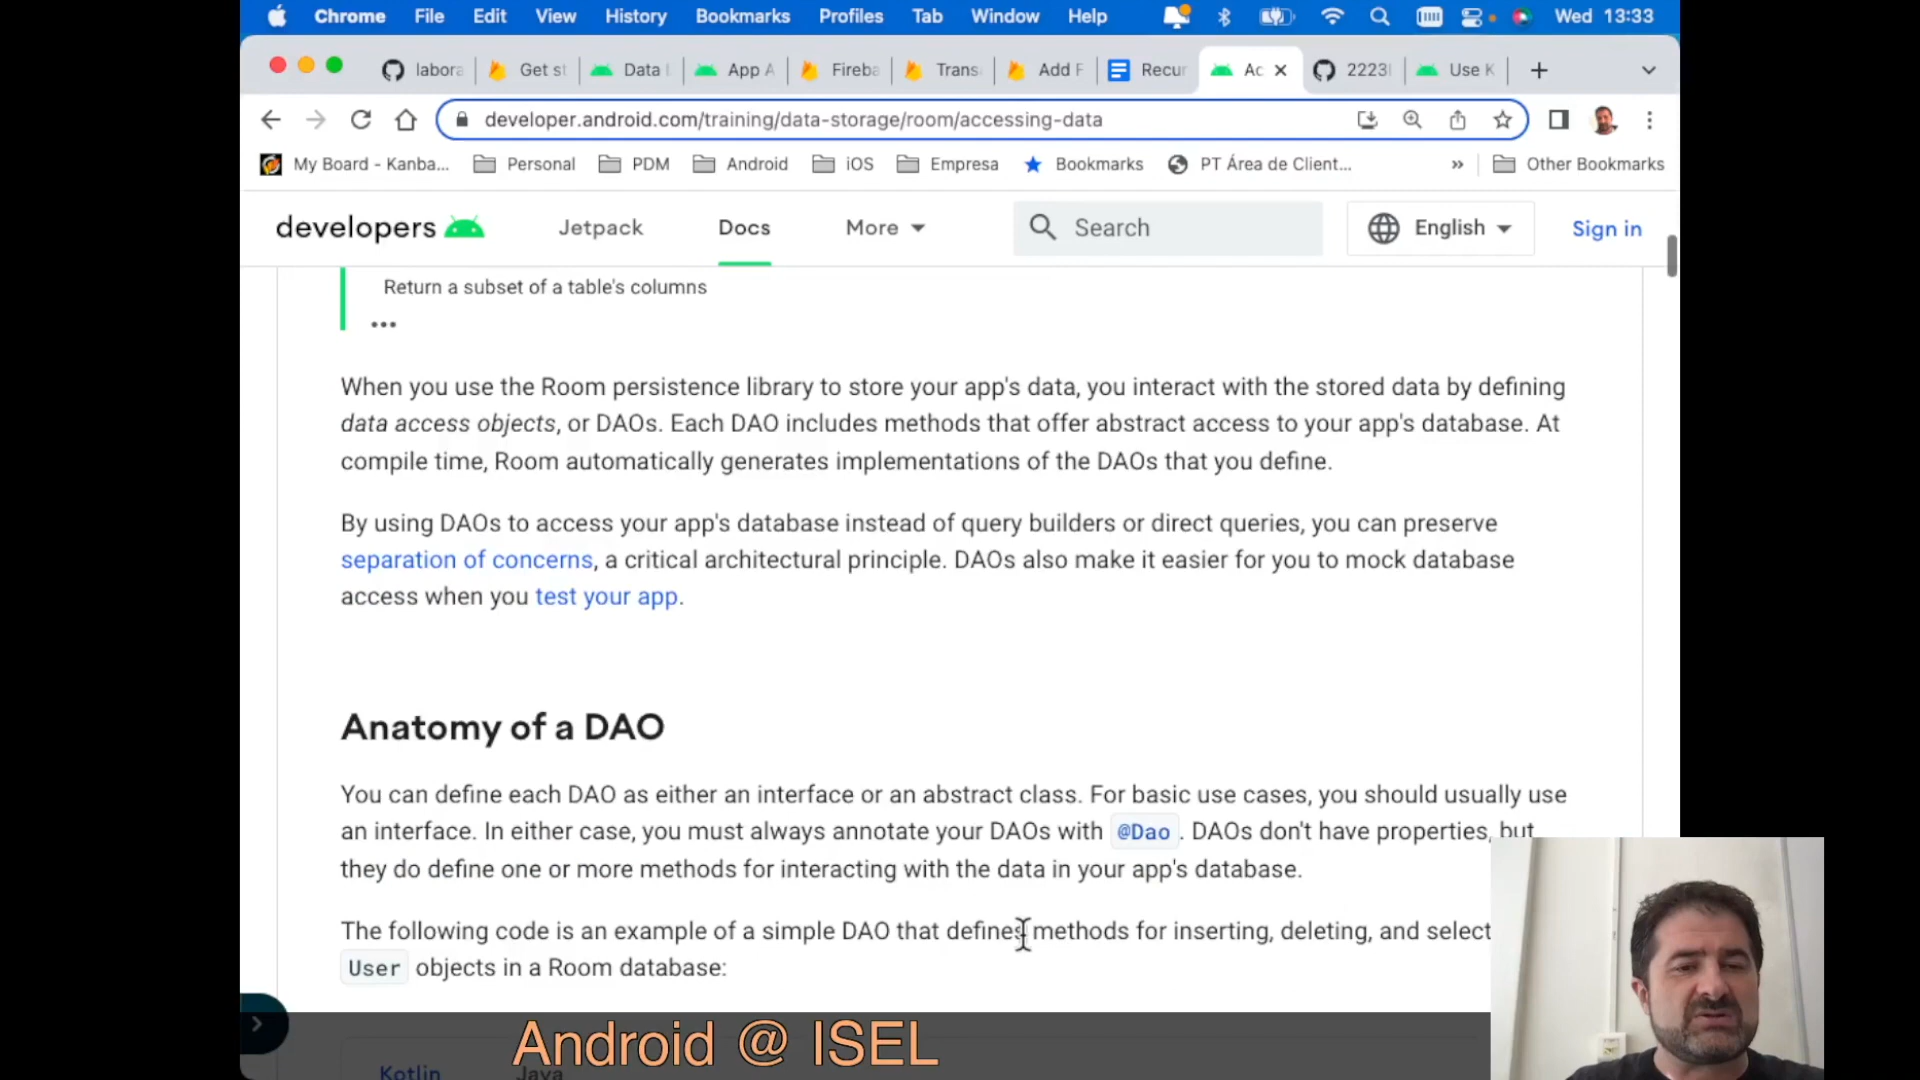 Chrome File Edit View History Bookmarks Profiles Tab Window Help Wed 13:33
labora Get st Data App A Fireba Trans Add F Recur Ac 2223 Use K
developer.android.com/training/data-storage/room/accessing-data
My Board - Kanba... Personal PDM Android iOS Empresa Bookmarks PT Área de Client... » Other Bookmarks
developers Jetpack Docs More Search English Sign in
Return a subset of a table's columns
When you use the Room persistence library to store your app's data, you interact with the stored data by defining
data access objects, or DAOs. Each DAO includes methods that offer abstract access to your app's database. At
compile time, Room automatically generates implementations of the DAOs that you define.
By using DAOs to access your app's database instead of query builders or direct queries, you can preserve
separation of concerns, a critical architectural principle. DAOs also make it easier for you to mock database
access when you test your app.
Anatomy of a DAO
You can define each DAO as either an interface or an abstract class. For basic use cases, you should usually use
an interface. In either case, you must always annotate your DAOs with @Dao. DAOs don't have properties, but
they do define one or more methods for interacting with the data in your app's database.
The following code is an example of a simple DAO that defines methods for inserting, deleting, and select
User objects in a Room database:
Android @ ISEL
Kotlin Java